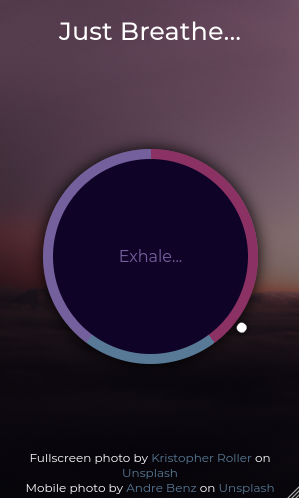 Just Breathe...
Exhale...
Fullscreen photo by Kristopher Roller on
Unsplash
Mobile photo by Andre Benz on Unsplash